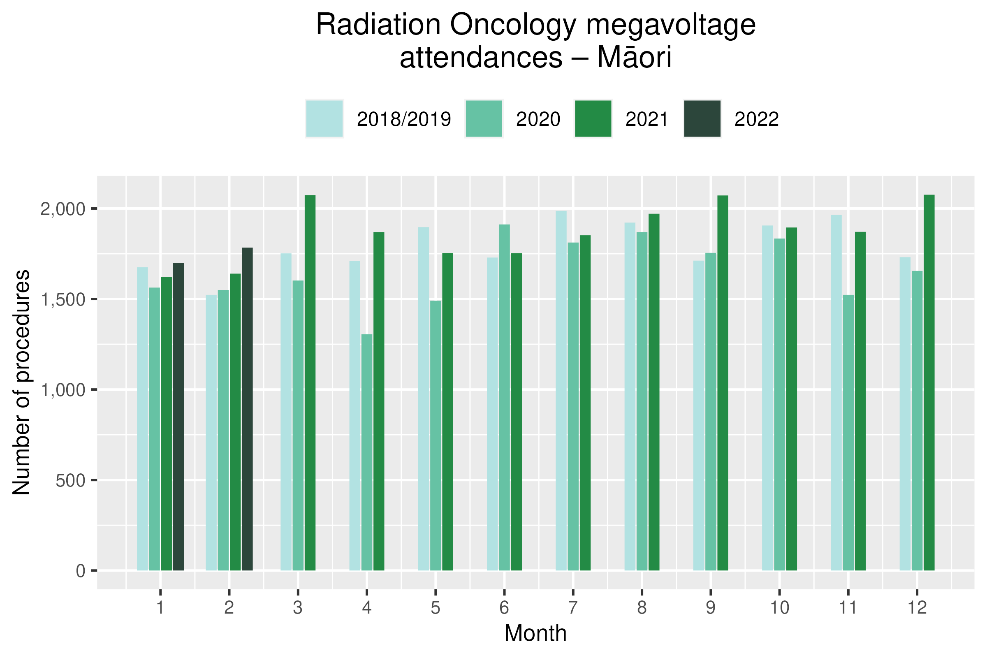 Radiation Oncology megavoltage
attendances – Māori
2018/2019 2020 2021 2022
Number of procedures
2,000
1,500
1,000
500
0
1 2 3 4 5 6 7 8 9 10 11 12
Month